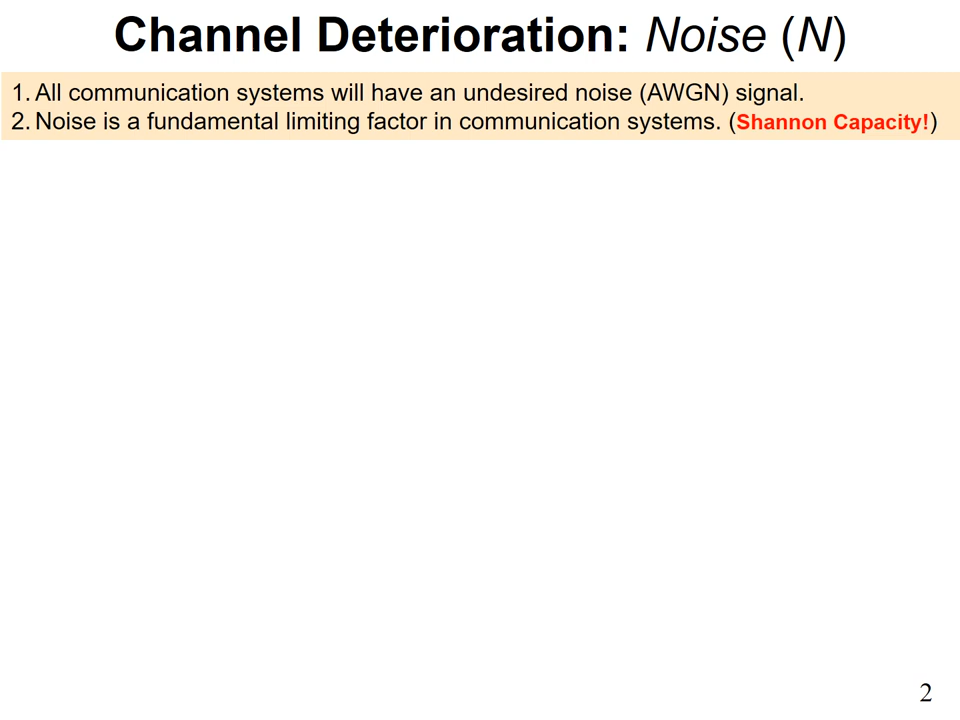 Channel Deterioration: Noise (N)
1. All communication systems will have an undesired noise (AWGN) signal.
2. Noise is a fundamental limiting factor in communication systems. (Shannon Capacity!)
2